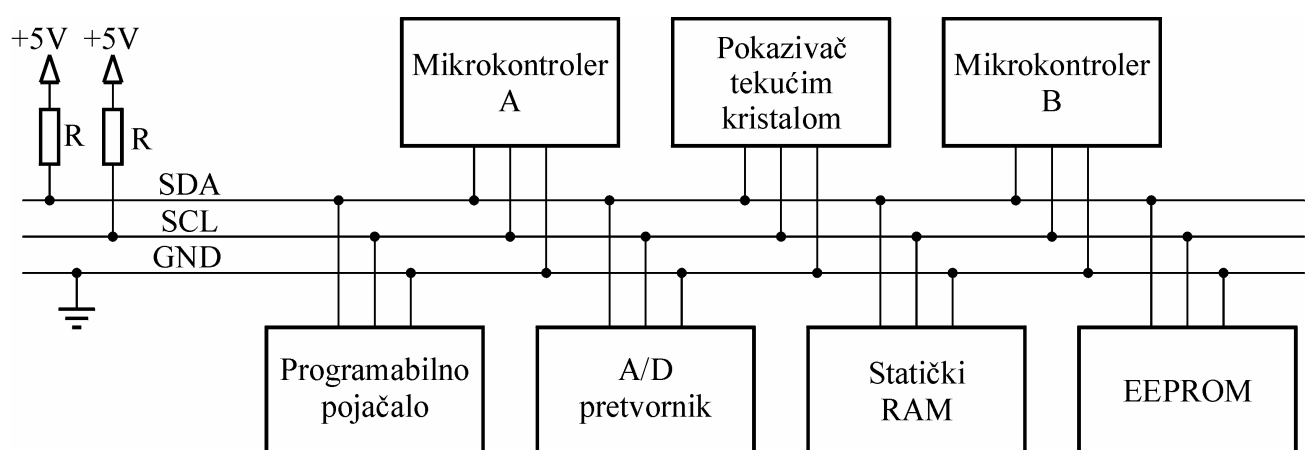 +5V +5V
R
R
SDA
SCL
GND
Mikrokontroler
A
Pokazivač
tekućim
kristalom
Mikrokontroler
B
Programabilno
pojačalo
A/D
pretvornik
Statički
RAM
EEPROM